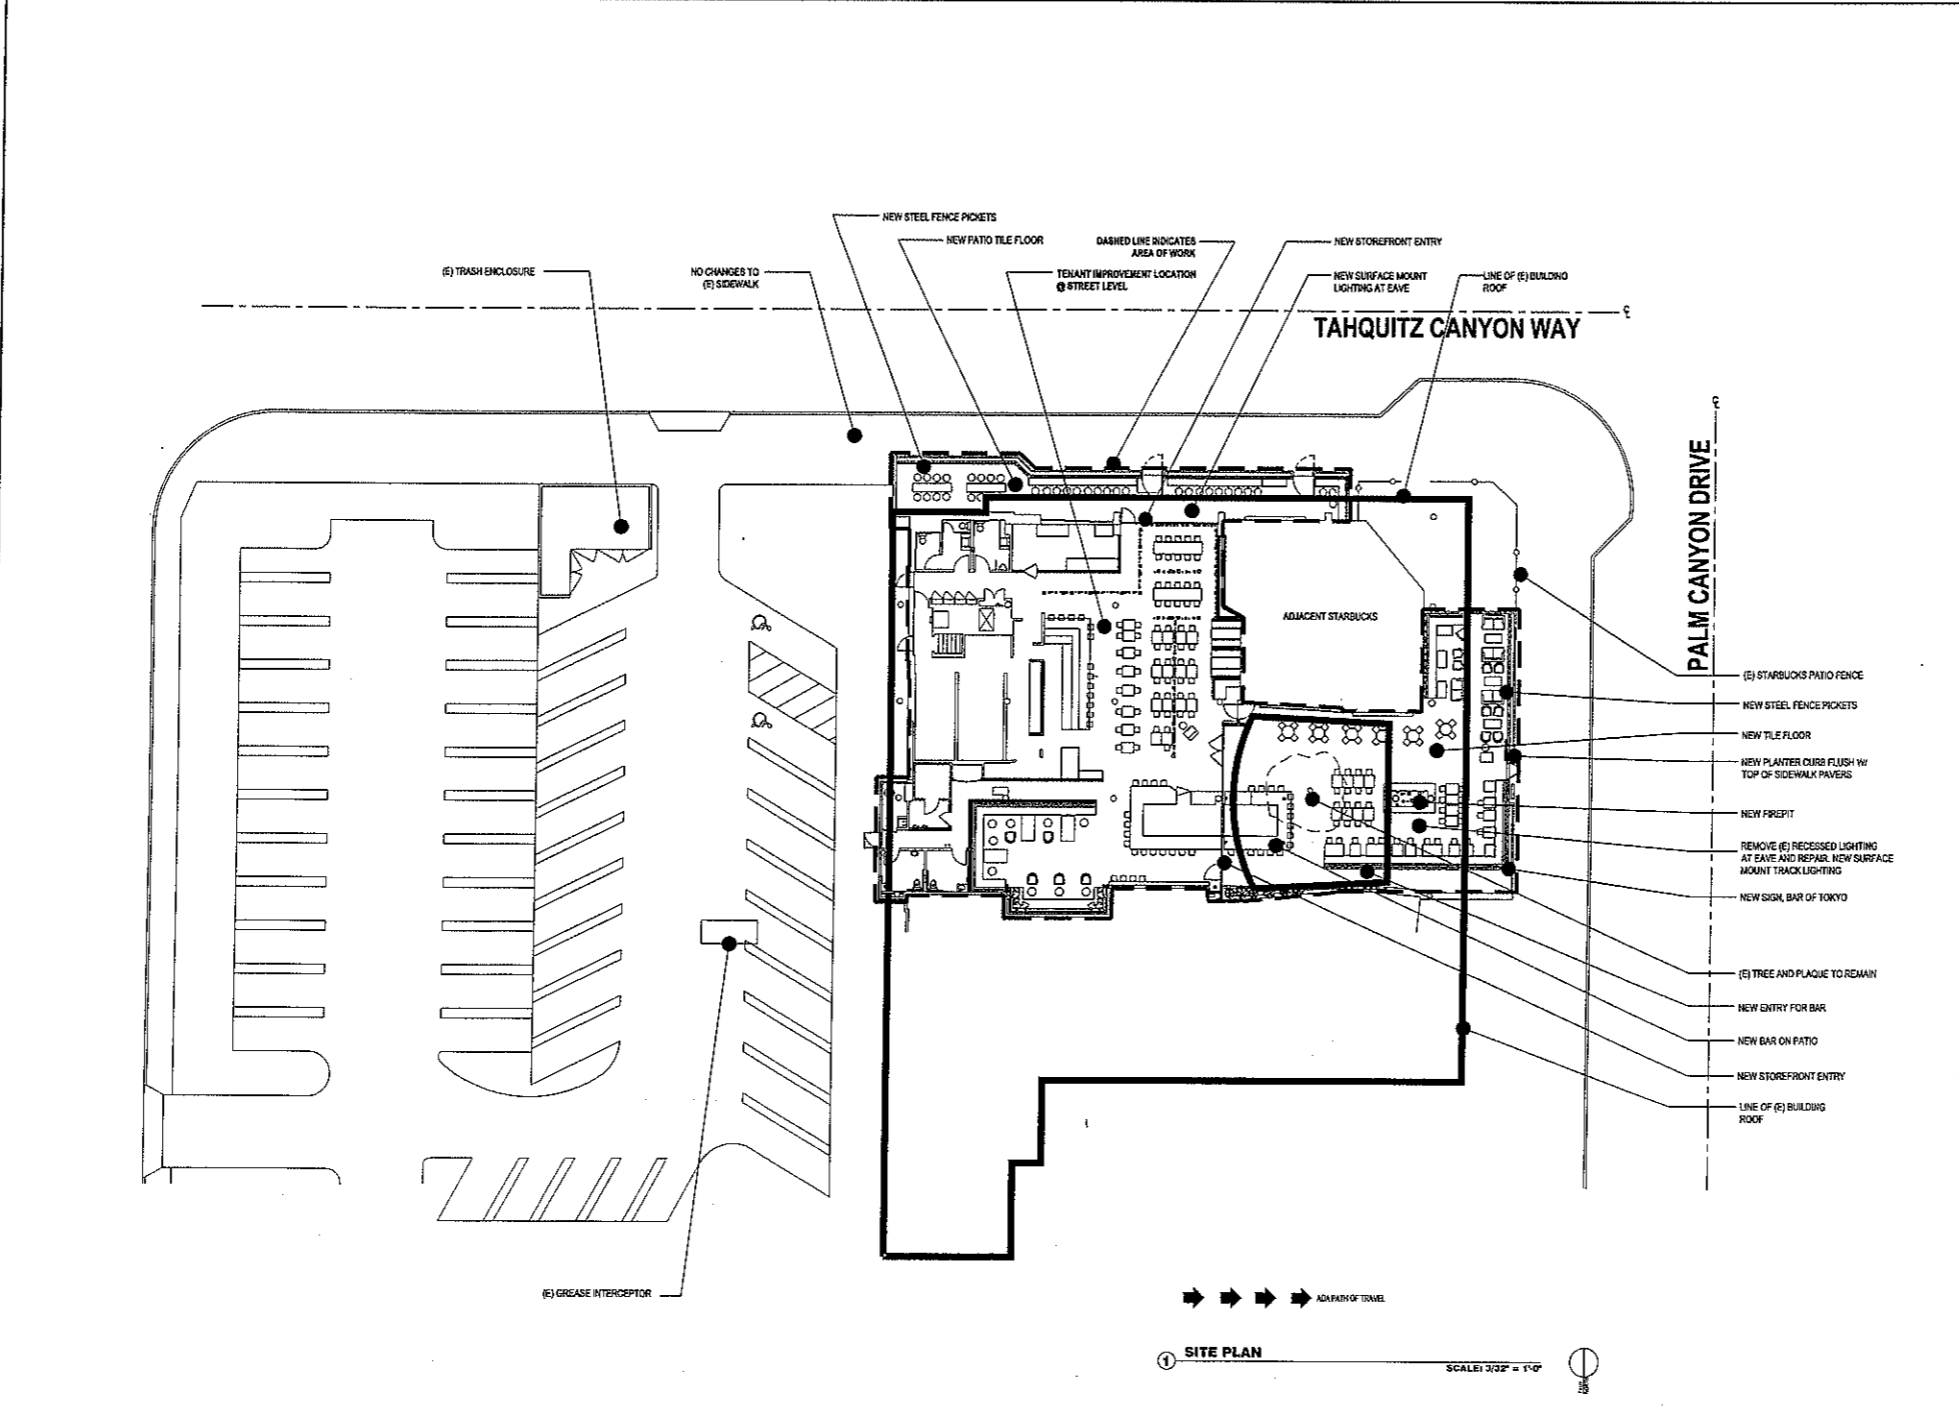 NEW STEEL FENCE PICKETS
NEW PATIO TILE FLOOR
DASHED LINE INDICATES
AREA OF WORK
NEW STOREFRONT ENTRY
(E) TRASH ENCLOSURE
NO CHANGES TO
(E) SIDEWALK
TENANT IMPROVEMENT LOCATION
@ STREET LEVEL
NEW SURFACE MOUNT
LIGHTING AT EAVE
LINE OF (E) BUILDING
ROOF
TAHQUITZ CANYON WAY
PALM CANYON DRIVE
ADJACENT STARBUCKS
(E) STARBUCKS PATIO FENCE
NEW STEEL FENCE PICKETS
NEW TILE FLOOR
NEW PLANTER CURB FLUSH W/
TOP OF SIDEWALK PAVERS
NEW FIREPIT
REMOVE (E) RECESSED LIGHTING
AT EAVE AND REPAIR. NEW SURFACE
MOUNT TRACK LIGHTING
NEW SIGN, BAR OF TOKYO
(E) TREE AND PLAQUE TO REMAIN
NEW ENTRY FOR BAR
NEW BAR ON PATIO
NEW STOREFRONT ENTRY
LINE OF (E) BUILDING
ROOF
(E) GREASE INTERCEPTOR
ADA PATH OF TRAVEL
1 SITE PLAN
SCALE: 3/32" = 1'-0"